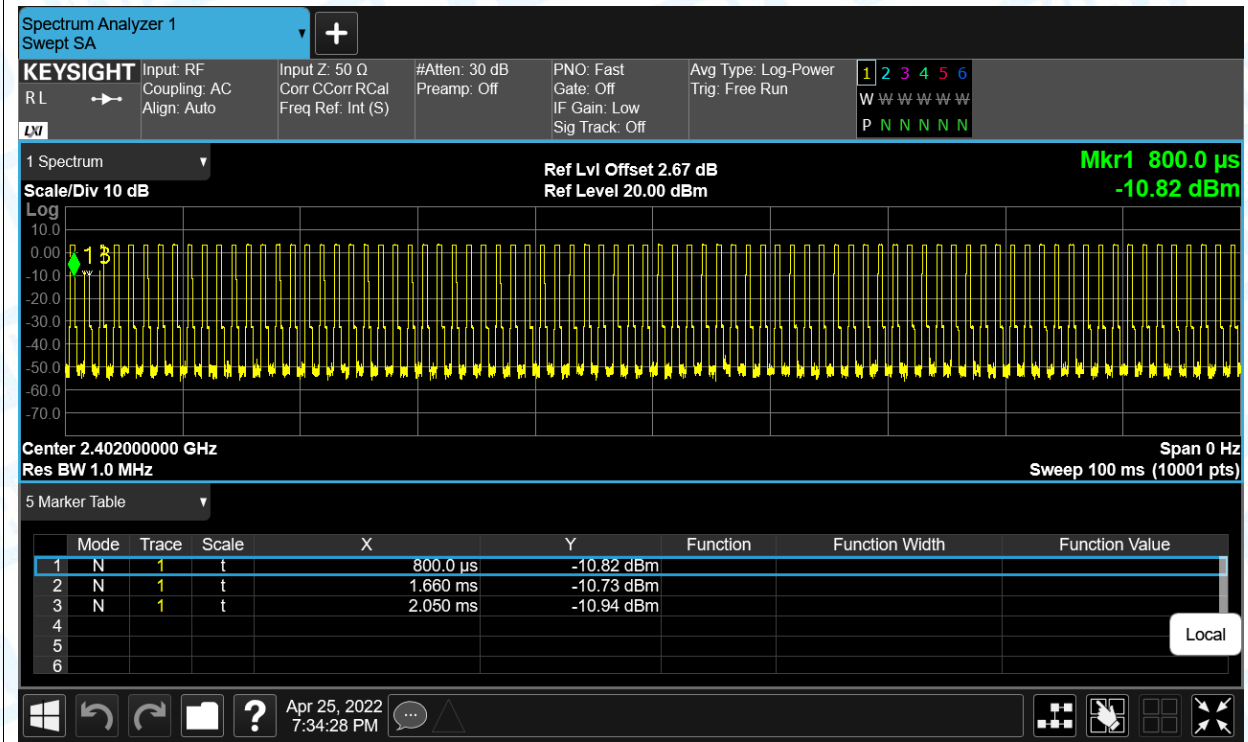 Spectrum Analyzer 1
Swept SA
+
KEYSIGHT
R L
LXI
Input: RF
Coupling: AC
Align: Auto
Input Z: 50 Ω
Corr CCorr RCal
Freq Ref: Int (S)
#Atten: 30 dB
Preamp: Off
PNO: Fast
Gate: Off
IF Gain: Low
Sig Track: Off
Avg Type: Log-Power
Trig: Free Run
1 2 3 4 5 6
W W W W W W
P N N N N N
1 Spectrum
Scale/Div 10 dB
Ref Lvl Offset 2.67 dB
Ref Level 20.00 dBm
Mkr1 800.0 µs
-10.82 dBm
Log
10.0
0.00
-10.0
-20.0
-30.0
-40.0
-50.0
-60.0
-70.0
1 3
Center 2.402000000 GHz
Res BW 1.0 MHz
Span 0 Hz
Sweep 100 ms (10001 pts)
5 Marker Table
Mode Trace Scale X Y Function Function Width Function Value
1 N 1 t 800.0 µs -10.82 dBm
2 N 1 t 1.660 ms -10.73 dBm
3 N 1 t 2.050 ms -10.94 dBm
4
5
6
Local
?
Apr 25, 2022
7:34:28 PM